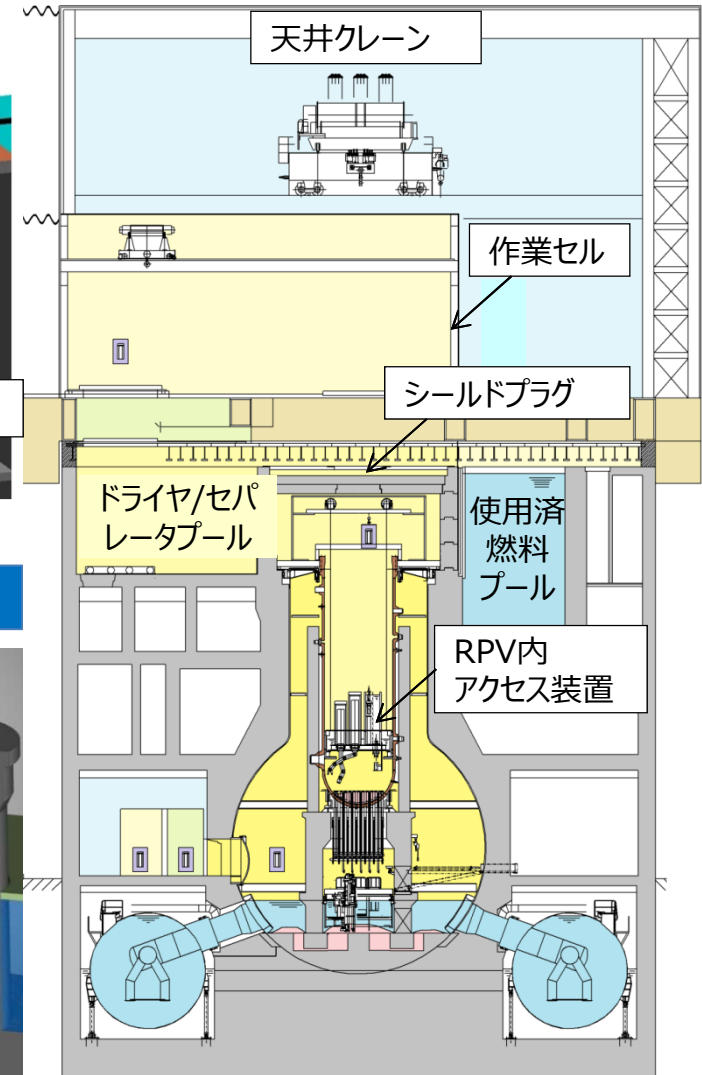 天井クレーン
作業セル
シールドプラグ
ドライヤ/セパ
レータプール
使用済
燃料
プール
RPV内
アクセス装置